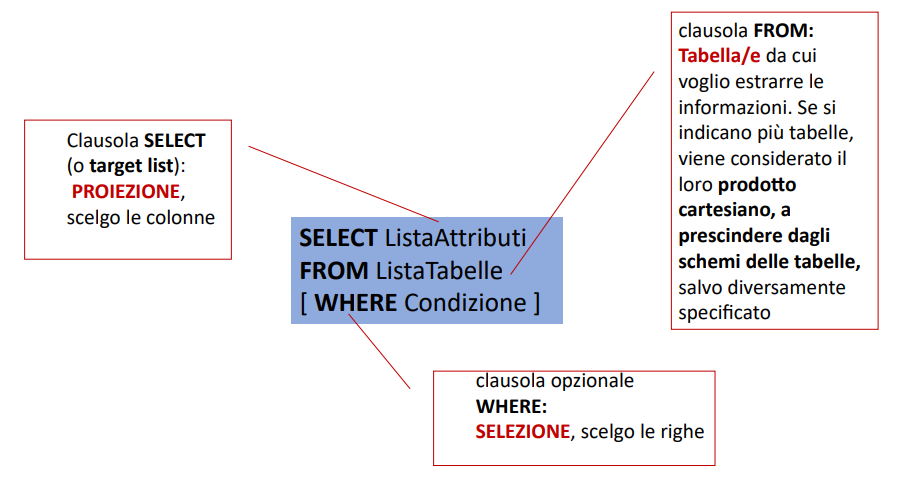 clausola FROM:
Tabella/e da cui
voglio estrarre le
informazioni. Se si
indicano più tabelle,
viene considerato il
loro prodotto
cartesiano, a
prescindere dagli
schemi delle tabelle,
salvo diversamente
specificato
Clausola SELECT
(o target list):
PROIEZIONE,
scelgo le colonne
SELECT ListaAttributi
FROM ListaTabelle
[ WHERE Condizione ]
clausola opzionale
WHERE:
SELEZIONE, scelgo le righe